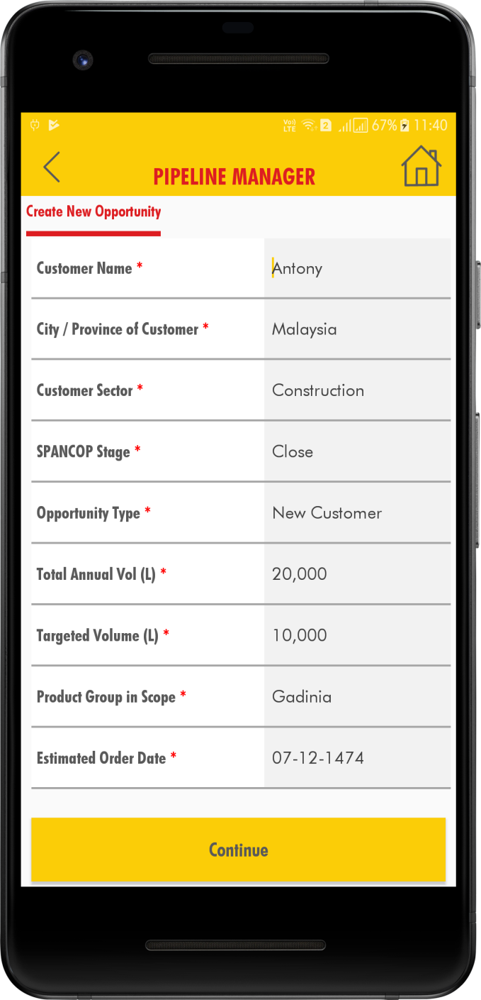 VoI) LTE 2 67% 11:40
PIPELINE MANAGER
Create New Opportunity
Customer Name * Antony
City / Province of Customer * Malaysia
Customer Sector * Construction
SPANCOP Stage * Close
Opportunity Type * New Customer
Total Annual Vol (L) * 20,000
Targeted Volume (L) * 10,000
Product Group in Scope * Gadinia
Estimated Order Date * 07-12-1474
Continue